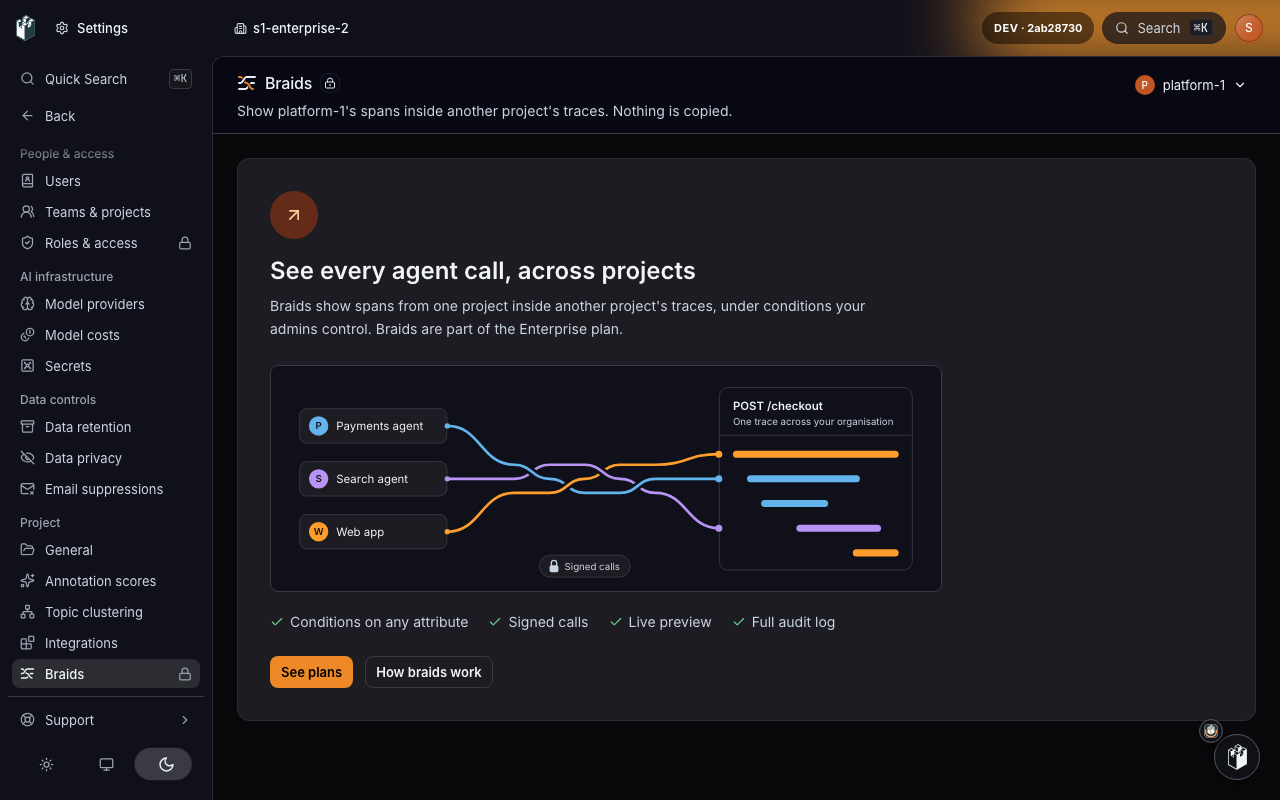 Settings
s1-enterprise-2
DEV · 2ab28730
Search ⌘K
S
Quick Search ⌘K
Back
People & access
Users
Teams & projects
Roles & access
AI infrastructure
Model providers
Model costs
Secrets
Data controls
Data retention
Data privacy
Email suppressions
Project
General
Annotation scores
Topic clustering
Integrations
Braids
Support
Braids
Show platform-1's spans inside another project's traces. Nothing is copied.
P platform-1
See every agent call, across projects
Braids show spans from one project inside another project's traces, under conditions your
admins control. Braids are part of the Enterprise plan.
P Payments agent
S Search agent
W Web app
Signed calls
POST /checkout
One trace across your organisation
Conditions on any attribute
Signed calls
Live preview
Full audit log
See plans
How braids work